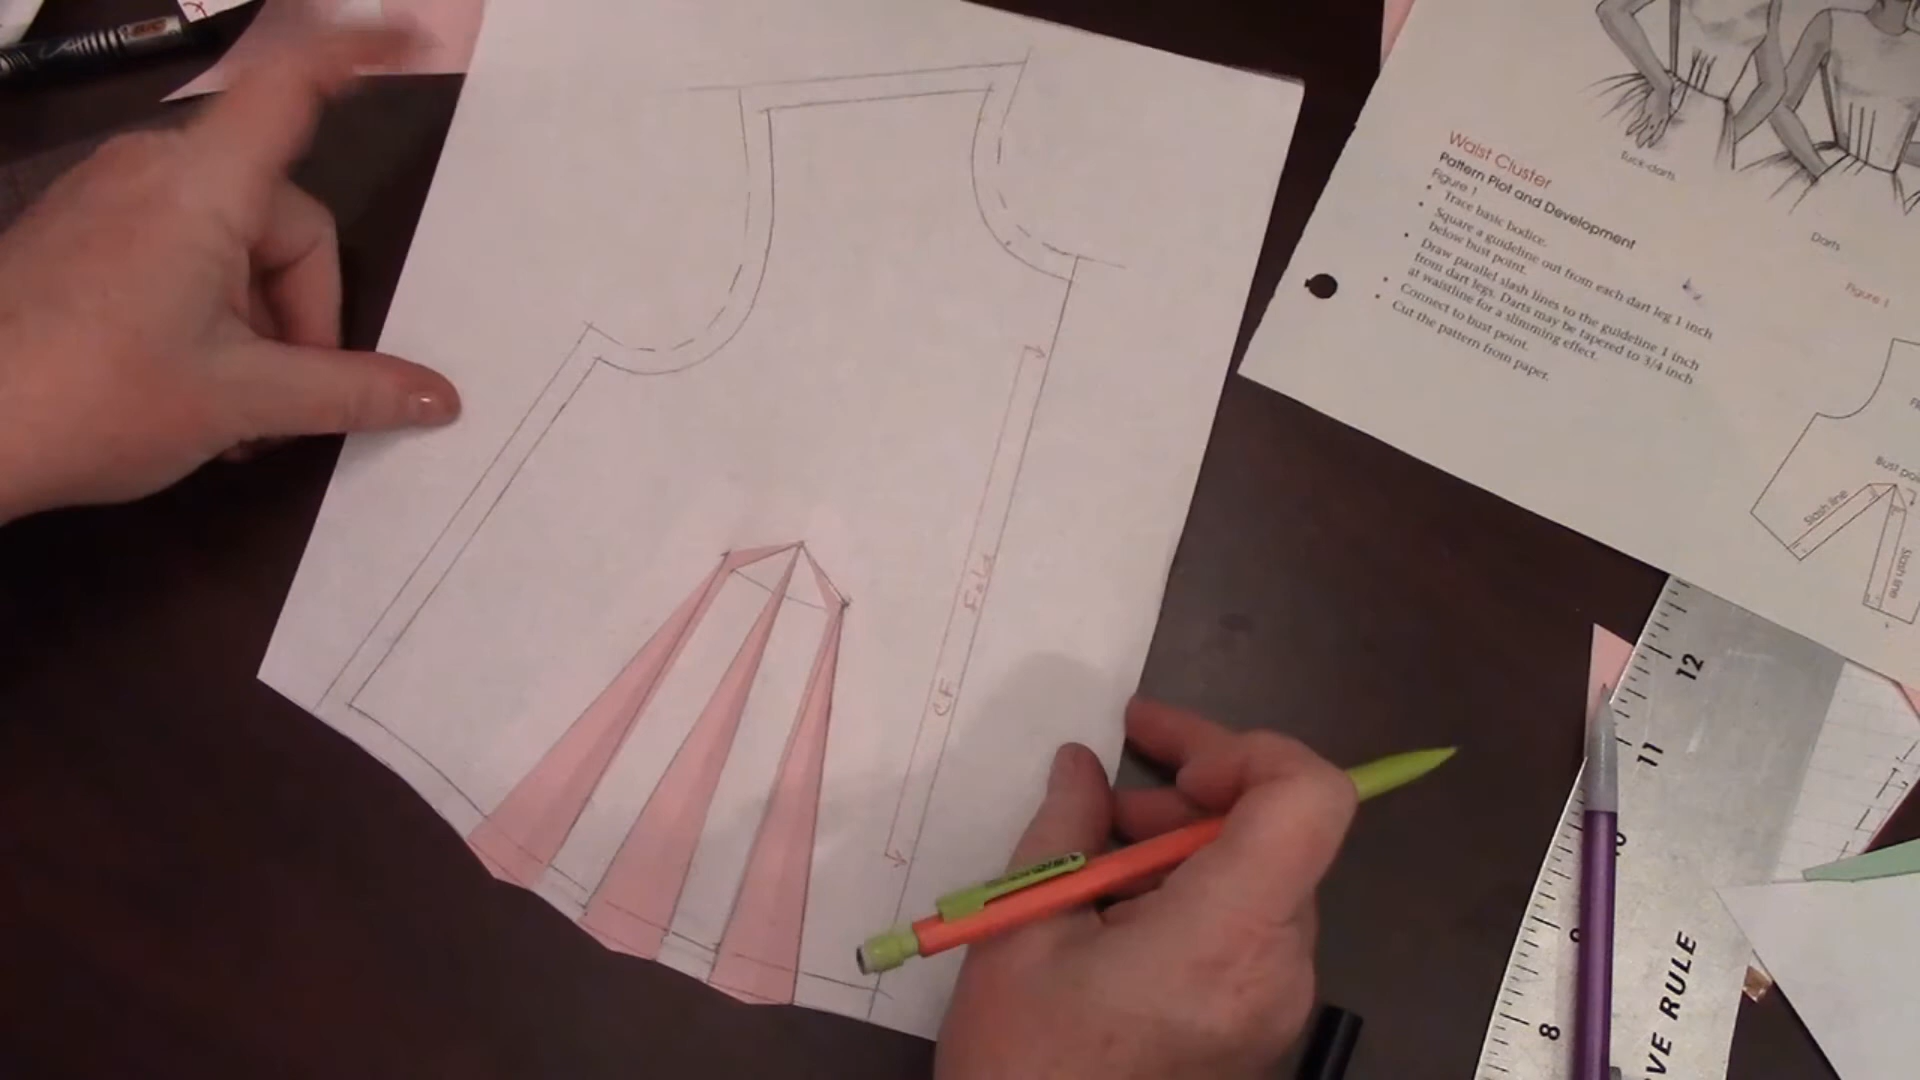 BIC
Fold
CF
Tuck-darts
Darts
Waist Cluster
Pattern Plot and Development
Figure 1
• Trace basic bodice.
• Square a guideline out from each dart leg 1 inch
below bust point.
• Draw parallel slash lines to the guideline 1 inch
from dart legs. Darts may be tapered to 3/4 inch
at waistline for a slimming effect.
• Connect to bust point.
• Cut the pattern from paper.
Figure 1
Bust
Slash line
Slash line
12
11
10
9
8
VE RULE